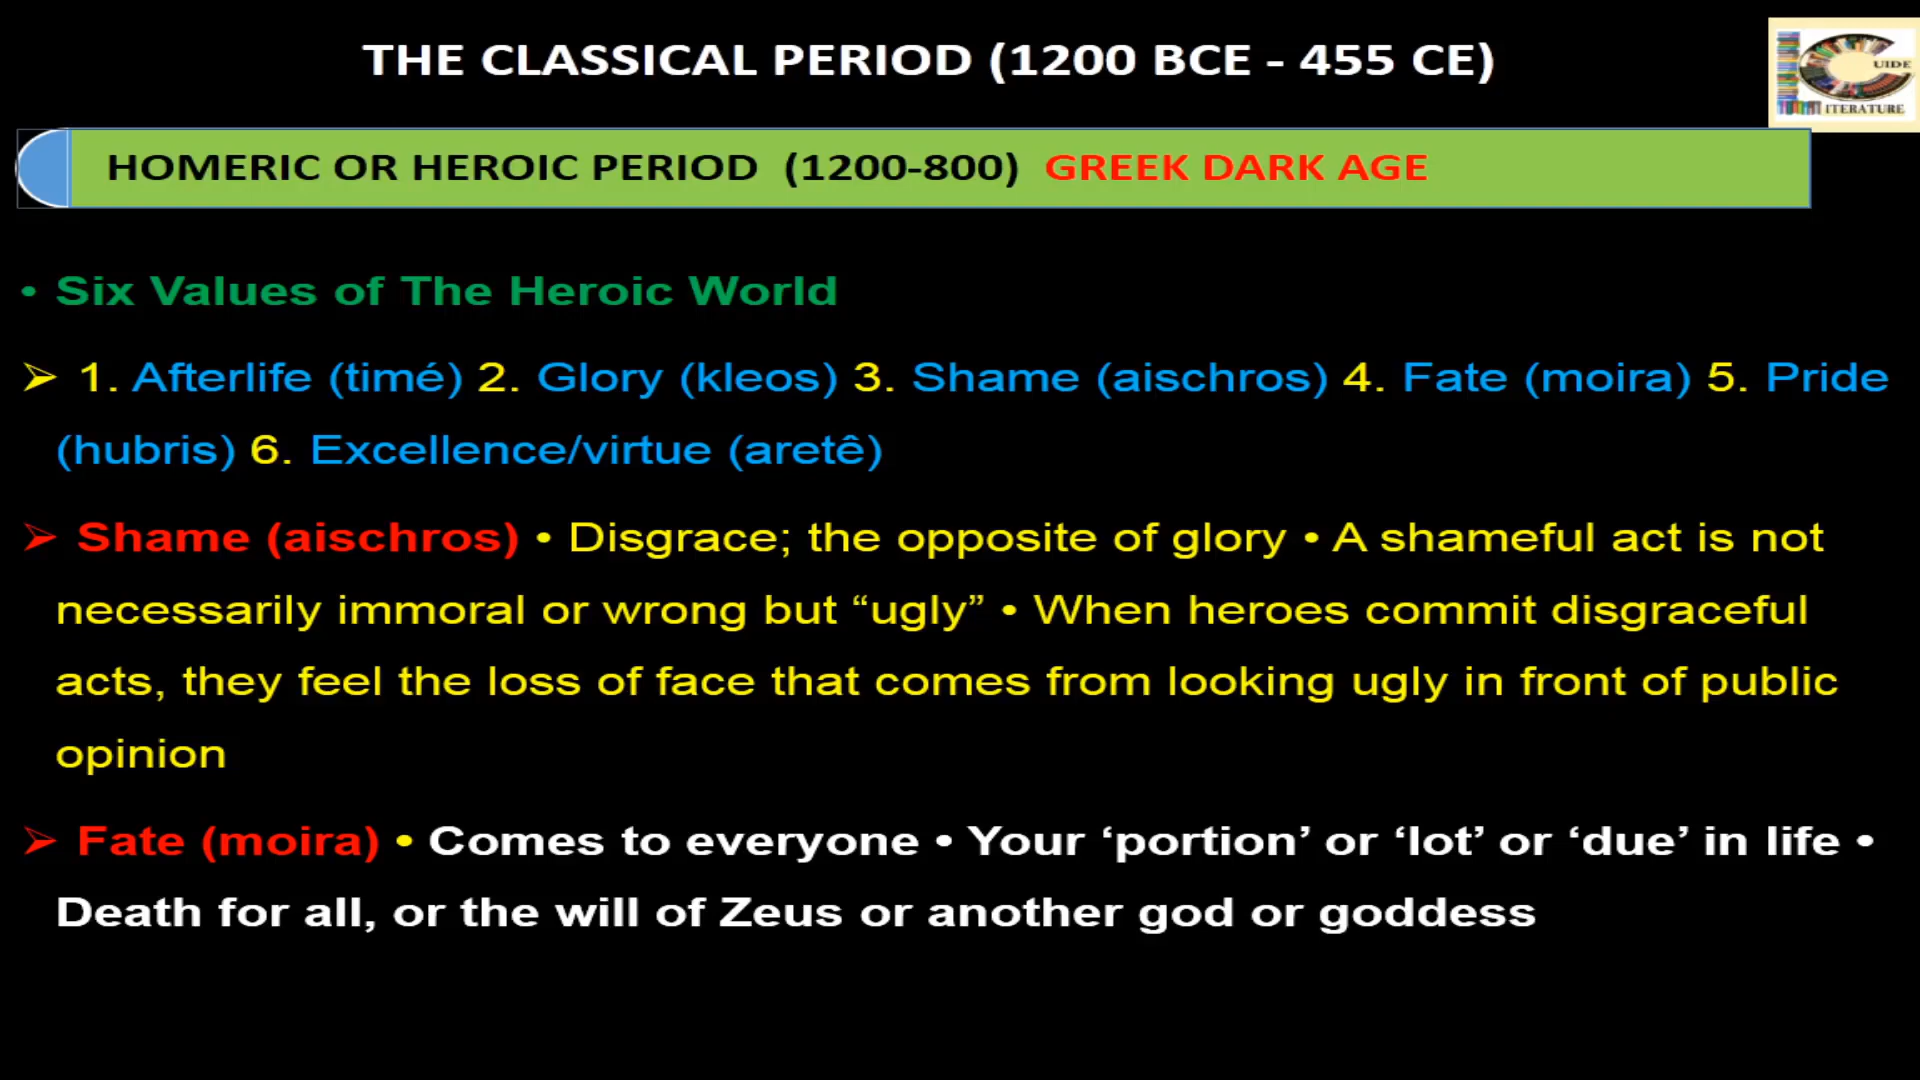 THE CLASSICAL PERIOD (1200 BCE - 455 CE)
UIDE
ITERATURE
HOMERIC OR HEROIC PERIOD (1200-800) GREEK DARK AGE
• Six Values of The Heroic World
➢ 1. Afterlife (timé) 2. Glory (kleos) 3. Shame (aischros) 4. Fate (moira) 5. Pride
(hubris) 6. Excellence/virtue (aretê)
➢ Shame (aischros) • Disgrace; the opposite of glory • A shameful act is not
necessarily immoral or wrong but “ugly” • When heroes commit disgraceful
acts, they feel the loss of face that comes from looking ugly in front of public
opinion
➢ Fate (moira) • Comes to everyone • Your ‘portion’ or ‘lot’ or ‘due’ in life •
Death for all, or the will of Zeus or another god or goddess